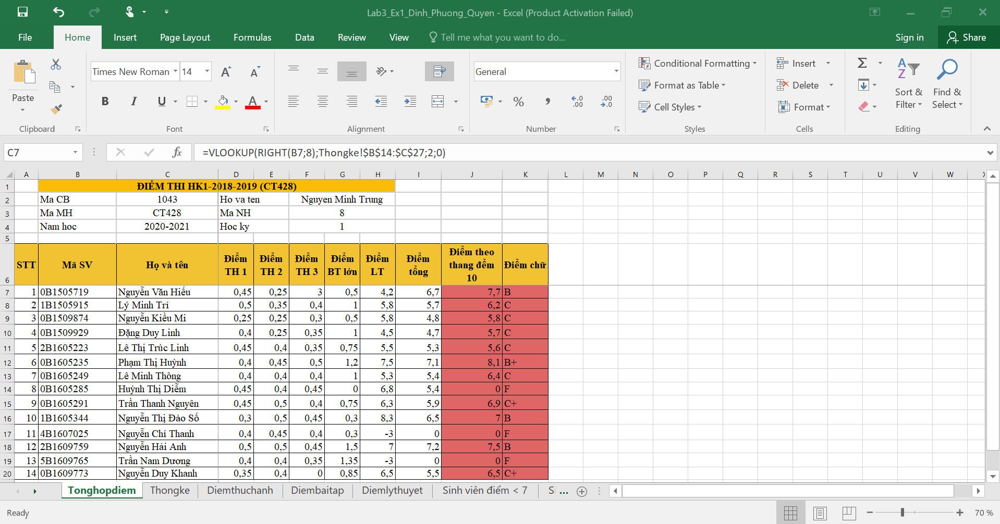 Lab3_Ex1_Dinh_Phuong_Quyen - Excel (Product Activation Failed)
File Home Insert Page Layout Formulas Data Review View Tell me what you want to do... Sign in Share
Paste
Clipboard
Times New Roman 14
B I U
Font
Alignment
General
Number
Conditional Formatting
Format as Table
Cell Styles
Styles
Insert
Delete
Format
Cells
Sort & Filter
Find & Select
Editing
C7 fx =VLOOKUP(RIGHT(B7;8);Thongke!$B$14:$C$27;2;0)
A B C D E F G H I J K L M N O P Q R S T U V W
1 ĐIỂM THI HK1-2018-2019 (CT428)
2 Ma CB 1043 Ho va ten Nguyen Minh Trung
3 Ma MH CT428 Ma NH 8
4 Nam hoc 2020-2021 Hoc ky 1
5
6 STT Mã SV Họ và tên Điểm TH 1 Điểm TH 2 Điểm TH 3 Điểm BT lớn Điểm LT Điểm tổng Điểm theo thang đểm 10 Điểm chữ
7 1 0B1505719 Nguyễn Văn Hiếu 0,45 0,25 3 0,5 4,2 6,7 7,7 B
8 2 1B1505915 Lý Minh Trí 0,5 0,35 0,4 1 5,8 5,7 6,2 C
9 3 0B1509874 Nguyễn Kiều Mi 0,25 0,25 0,3 0,5 5,8 4,8 5,8 C
10 4 0B1509929 Đặng Duy Linh 0,4 0,25 0,35 1 4,5 4,7 5,7 C
11 5 2B1605223 Lê Thị Trúc Linh 0,45 0,4 0,35 0,75 5,5 5,3 5,6 C
12 6 0B1605235 Phạm Thị Huỳnh 0,4 0,45 0,5 1,2 7,5 7,1 8,1 B+
13 7 0B1605249 Lê Minh Thông 0,4 0,4 0,4 1 5,3 5,4 6,4 C
14 8 0B1605285 Huỳnh Thị Diễm 0,45 0,4 0,45 0 6,8 5,4 0 F
15 9 0B1605291 Trần Thanh Nguyên 0,45 0,5 0,4 0,75 6,3 5,9 6,9 C+
16 10 1B1605344 Nguyễn Thị Đào Số 0,3 0,5 0,45 0,3 8,3 6,5 7 B
17 11 4B1607025 Nguyễn Chí Thanh 0,4 0,45 0,4 0,3 -3 0 0 F
18 12 2B1609759 Nguyễn Hải Anh 0,5 0,5 0,45 1,5 7 7,2 7,5 B
19 13 5B1609765 Trần Nam Dương 0,4 0,4 0,35 1,35 -3 0 0 F
20 14 0B1609773 Nguyễn Duy Khanh 0,35 0,4 0 0,85 6,5 5,5 6,5 C+
Tonghopdiem Thongke Diemthuchanh Diembaitap Diemlythuyet Sinh viên điểm < 7 Si ...
Ready 70 %